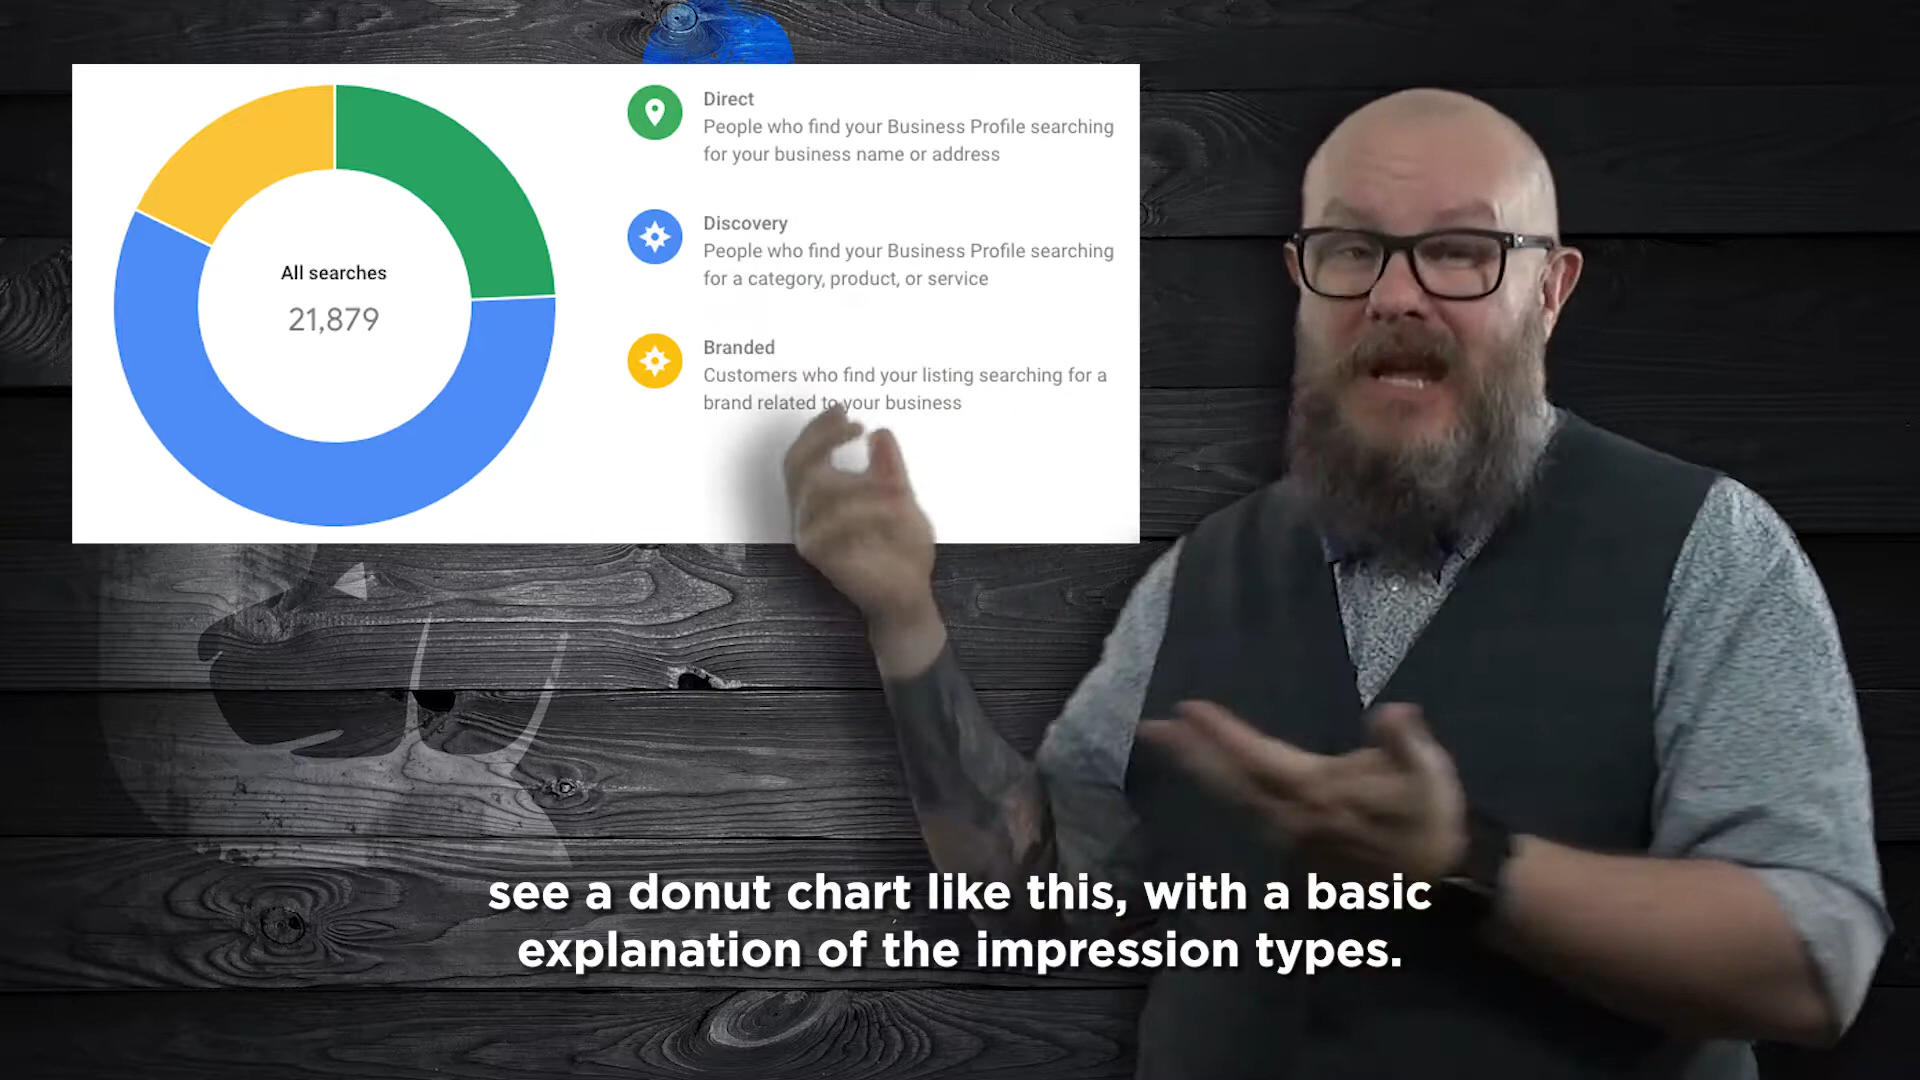 All searches
21,879
Direct
People who find your Business Profile searching
for your business name or address
Discovery
People who find your Business Profile searching
for a category, product, or service
Branded
Customers who find your listing searching for a
brand related to your business
see a donut chart like this, with a basic
explanation of the impression types.